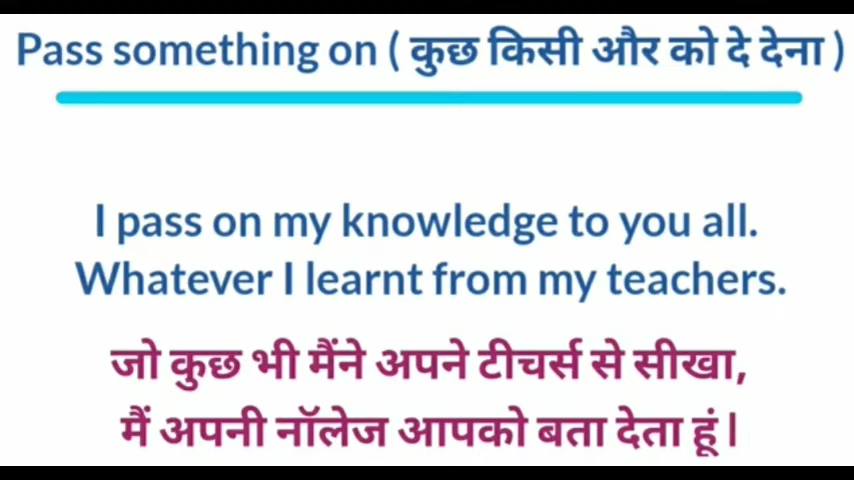 Pass something on ( कुछ किसी और को दे देना )
I pass on my knowledge to you all.
Whatever I learnt from my teachers.
जो कुछ भी मैंने अपने टीचर्स से सीखा,
मैं अपनी नॉलेज आपको बता देता हूं।